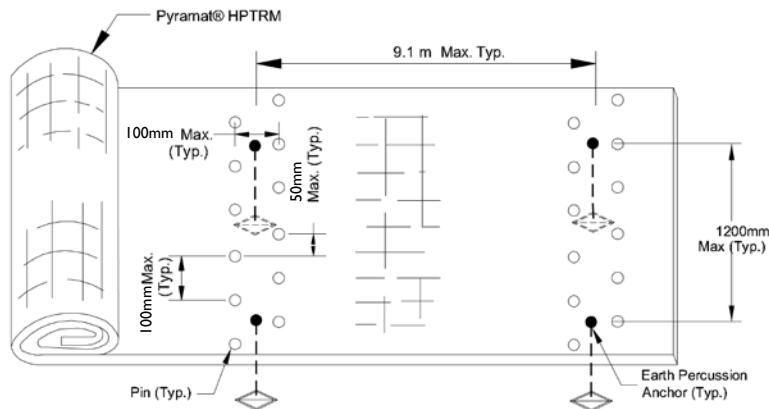 Pyramat® HPTRM
9.1 m Max. Typ.
100mm Max.
(Typ.)
50mm
Max. (Typ.)
1200mm
Max (Typ.)
100mmMax.
(Typ.)
Pin (Typ.)
Earth Percussion
Anchor (Typ.)